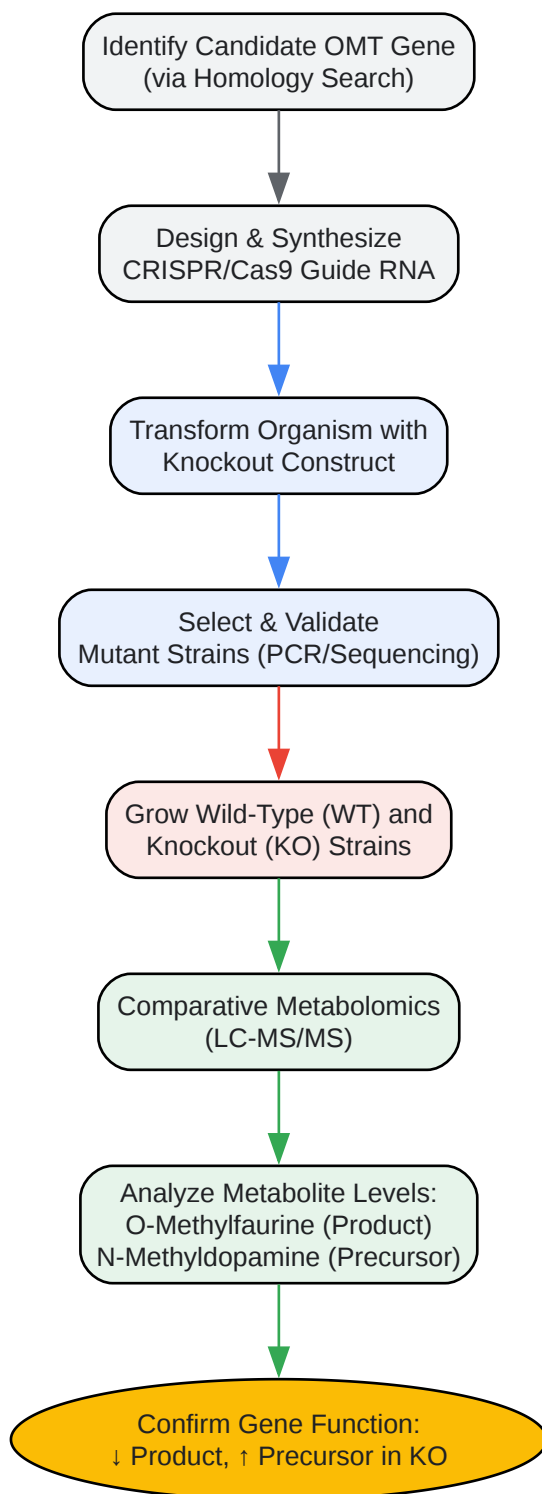 Identify Candidate OMT Gene
(via Homology Search)
Design & Synthesize
CRISPR/Cas9 Guide RNA
Transform Organism with
Knockout Construct
Select & Validate
Mutant Strains (PCR/Sequencing)
Grow Wild-Type (WT) and
Knockout (KO) Strains
Comparative Metabolomics
(LC-MS/MS)
Analyze Metabolite Levels:
O-Methylfaurine (Product)
N-Methyldopamine (Precursor)
Confirm Gene Function:
↓ Product, ↑ Precursor in KO